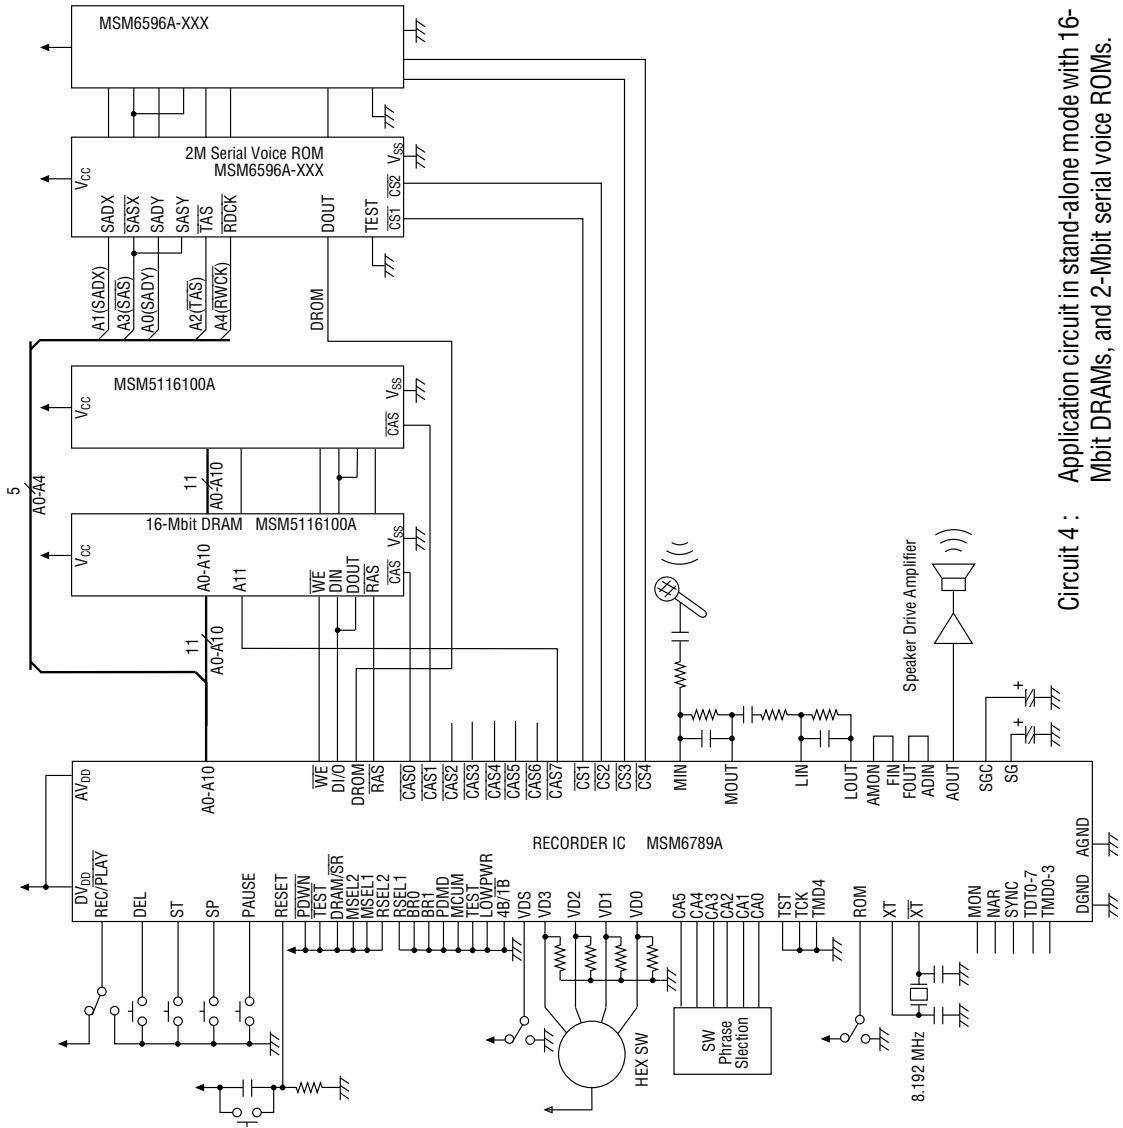 MSM6596A-XXX
2M Serial Voice ROM
MSM6596A-XXX
VCC
VSS
SADX
SASX
SADY
SASY
TAS
RDCK
DOUT
TEST
CS1
CS2
A1(SADX)
A3(SAS)
A0(SADY)
A2(TAS)
A4(RWCK)
DROM
5
A0-A4
MSM5116100A
VCC
VSS
CAS
11
A0-A10
16-Mbit DRAM MSM5116100A
VCC
VSS
A0-A10
A11
WE
DIN
DOUT
RAS
CAS
11
A0-A10
RECORDER IC MSM6789A
DVDD
AVDD
A0-A10
WE
DI/O
DROM
RAS
CAS0
CAS1
CAS2
CAS3
CAS4
CAS5
CAS6
CAS7
CS1
CS2
CS3
CS4
MIN
MOUT
LIN
LOUT
AMON
FIN
FOUT
ADIN
AOUT
SGC
SG
REC/PLAY
DEL
ST
SP
PAUSE
RESET
PDWN
TEST
DRAM/SR
MSEL2
MSEL1
RSEL2
RSEL1
BR0
BR1
PDMD
MCUM
TEST
LOWPWR
4B/1B
VDS
VD3
VD2
VD1
VD0
CA5
CA4
CA3
CA2
CA1
CA0
TST
TCK
TMD4
ROM
XT
XT
MON
NAR
SYNC
TDT0-7
TMD0-3
DGND
AGND
HEX SW
SW
Phrase
Slection
8.192 MHz
Speaker Drive Amplifier
+
+
Circuit 4 : Application circuit in stand-alone mode with 16-
Mbit DRAMs, and 2-Mbit serial voice ROMs.